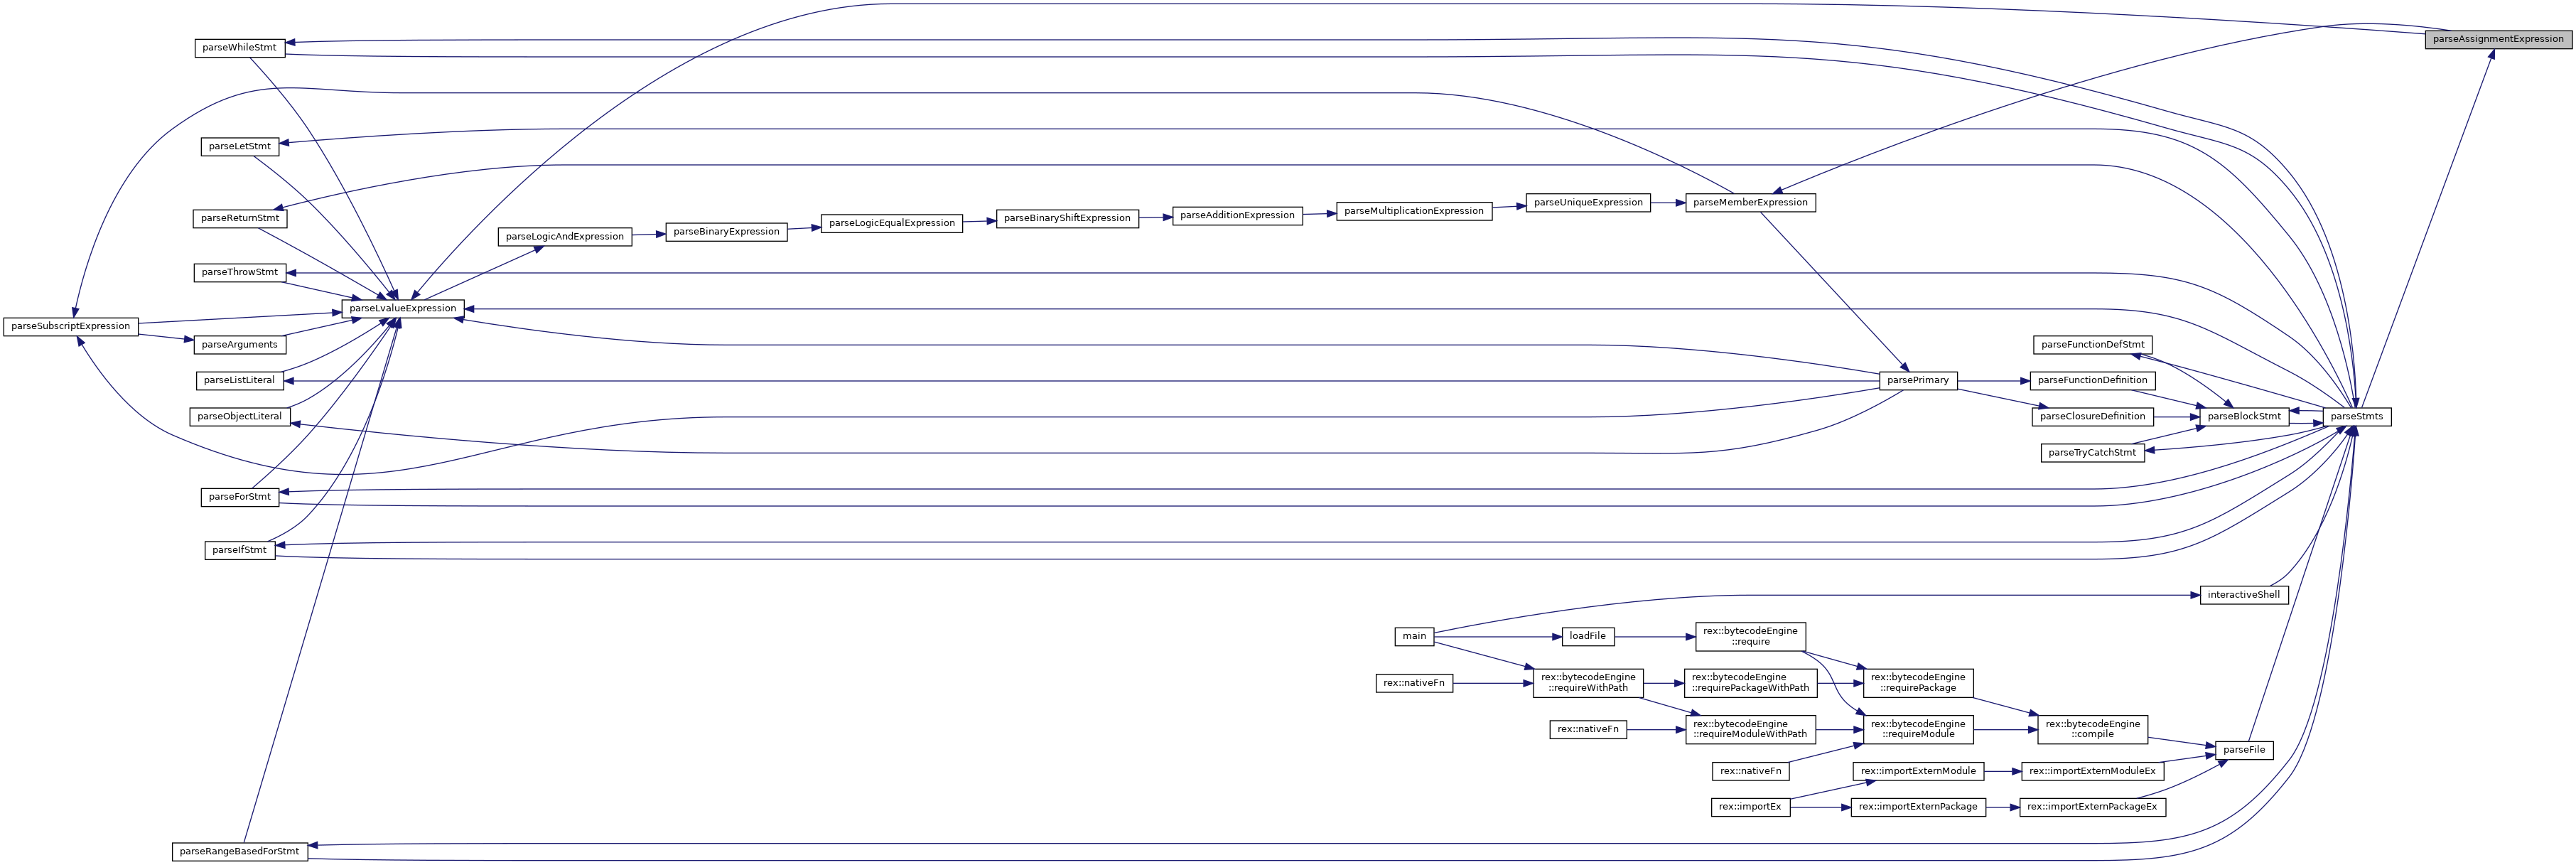 parseAssignmentExpression
parseWhileStmt
parseLetStmt
parseUniqueExpression
parseMemberExpression
parseMultiplicationExpression
parseAdditionExpression
parseReturnStmt
parseBinaryShiftExpression
parseLogicEqualExpression
parseBinaryExpression
parseLogicAndExpression
parseThrowStmt
parseLvalueExpression
parseSubscriptExpression
parseArguments
parseFunctionDefStmt
parseListLiteral
parsePrimary
parseFunctionDefinition
parseObjectLiteral
parseClosureDefinition
parseBlockStmt
parseStmts
parseTryCatchStmt
parseForStmt
parseIfStmt
interactiveShell
main
loadFile
rex::bytecodeEngine
::require
rex::nativeFn
rex::bytecodeEngine
::requireWithPath
rex::bytecodeEngine
::requirePackageWithPath
rex::bytecodeEngine
::requirePackage
rex::nativeFn
rex::bytecodeEngine
::requireModuleWithPath
rex::bytecodeEngine
::requireModule
rex::bytecodeEngine
::compile
parseFile
rex::nativeFn
rex::importExternModule
rex::importExternModuleEx
rex::importEx
rex::importExternPackage
rex::importExternPackageEx
parseRangeBasedForStmt